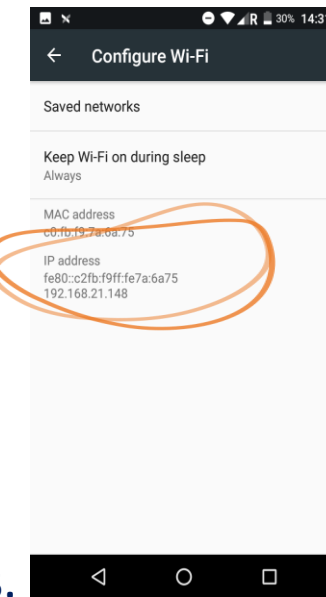 R 30% 14:31
Configure Wi-Fi
Saved networks
Keep Wi-Fi on during sleep
Always
MAC address
c0:fb:f9:7a:6a:75
IP address
fe80::c2fb:f9ff:fe7a:6a75
192.168.21.148